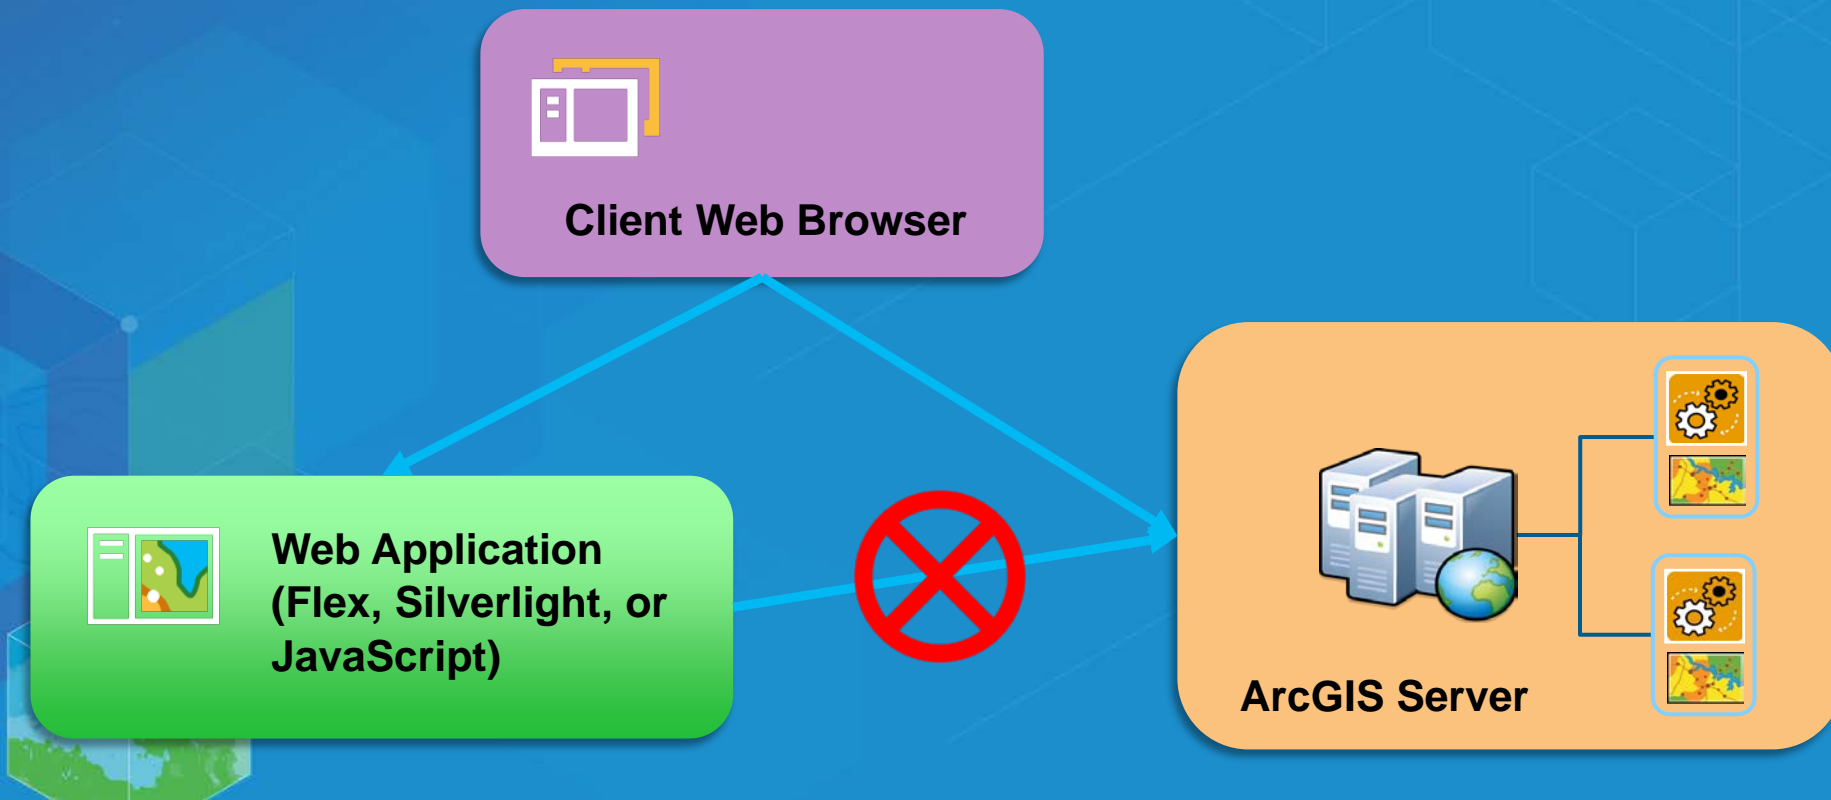 Client Web Browser
Web Application
(Flex, Silverlight, or
JavaScript)
ArcGIS Server